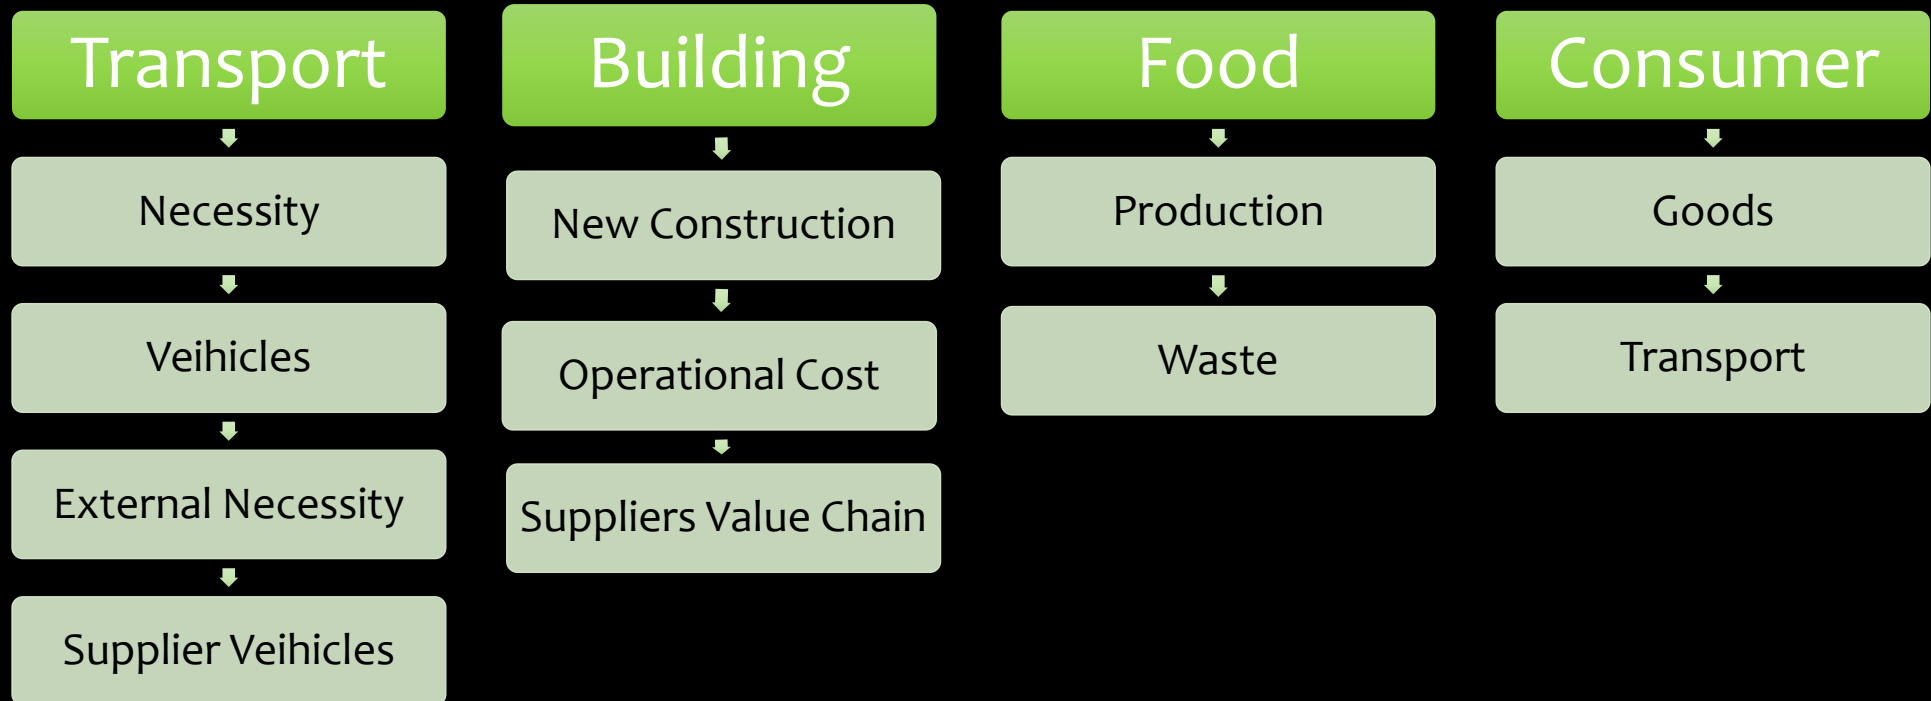 Transport
Necessity
Veihicles
External Necessity
Supplier Veihicles
Building
New Construction
Operational Cost
Suppliers Value Chain
Food
Production
Waste
Consumer
Goods
Transport